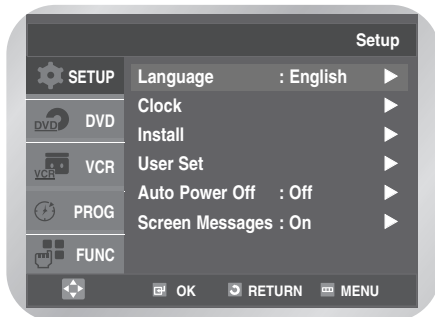 Setup
SETUP
Language : English ▶
Clock ▶
DVD DVD
Install ▶
VCR VCR
User Set ▶
Auto Power Off : Off ▶
PROG
Screen Messages : On ▶
FUNC
OK RETURN MENU